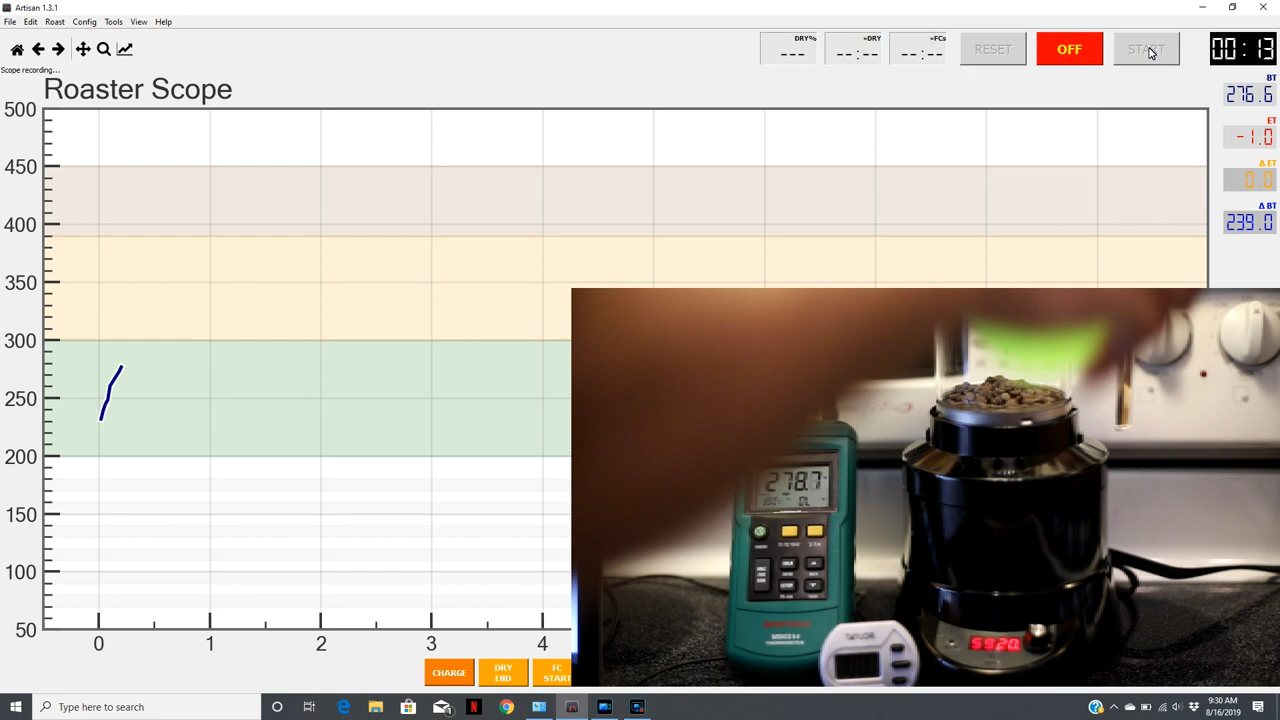 Artisan 1.3.1
File Edit Roast Config Tools View Help
DRY% »DRY »FCs
--- --:-- --:--
RESET OFF START 00:13
Scope recording...
Roaster Scope
BT
276.6
ET
-1.0
Δ ET
0.0
Δ BT
239.0
500
450
400
350
300
250
200
150
100
50
0 1 2 3 4
278.7
TAYLOR
5920
CHARGE
DRY END
FC START
Type here to search
9:30 AM
8/16/2019